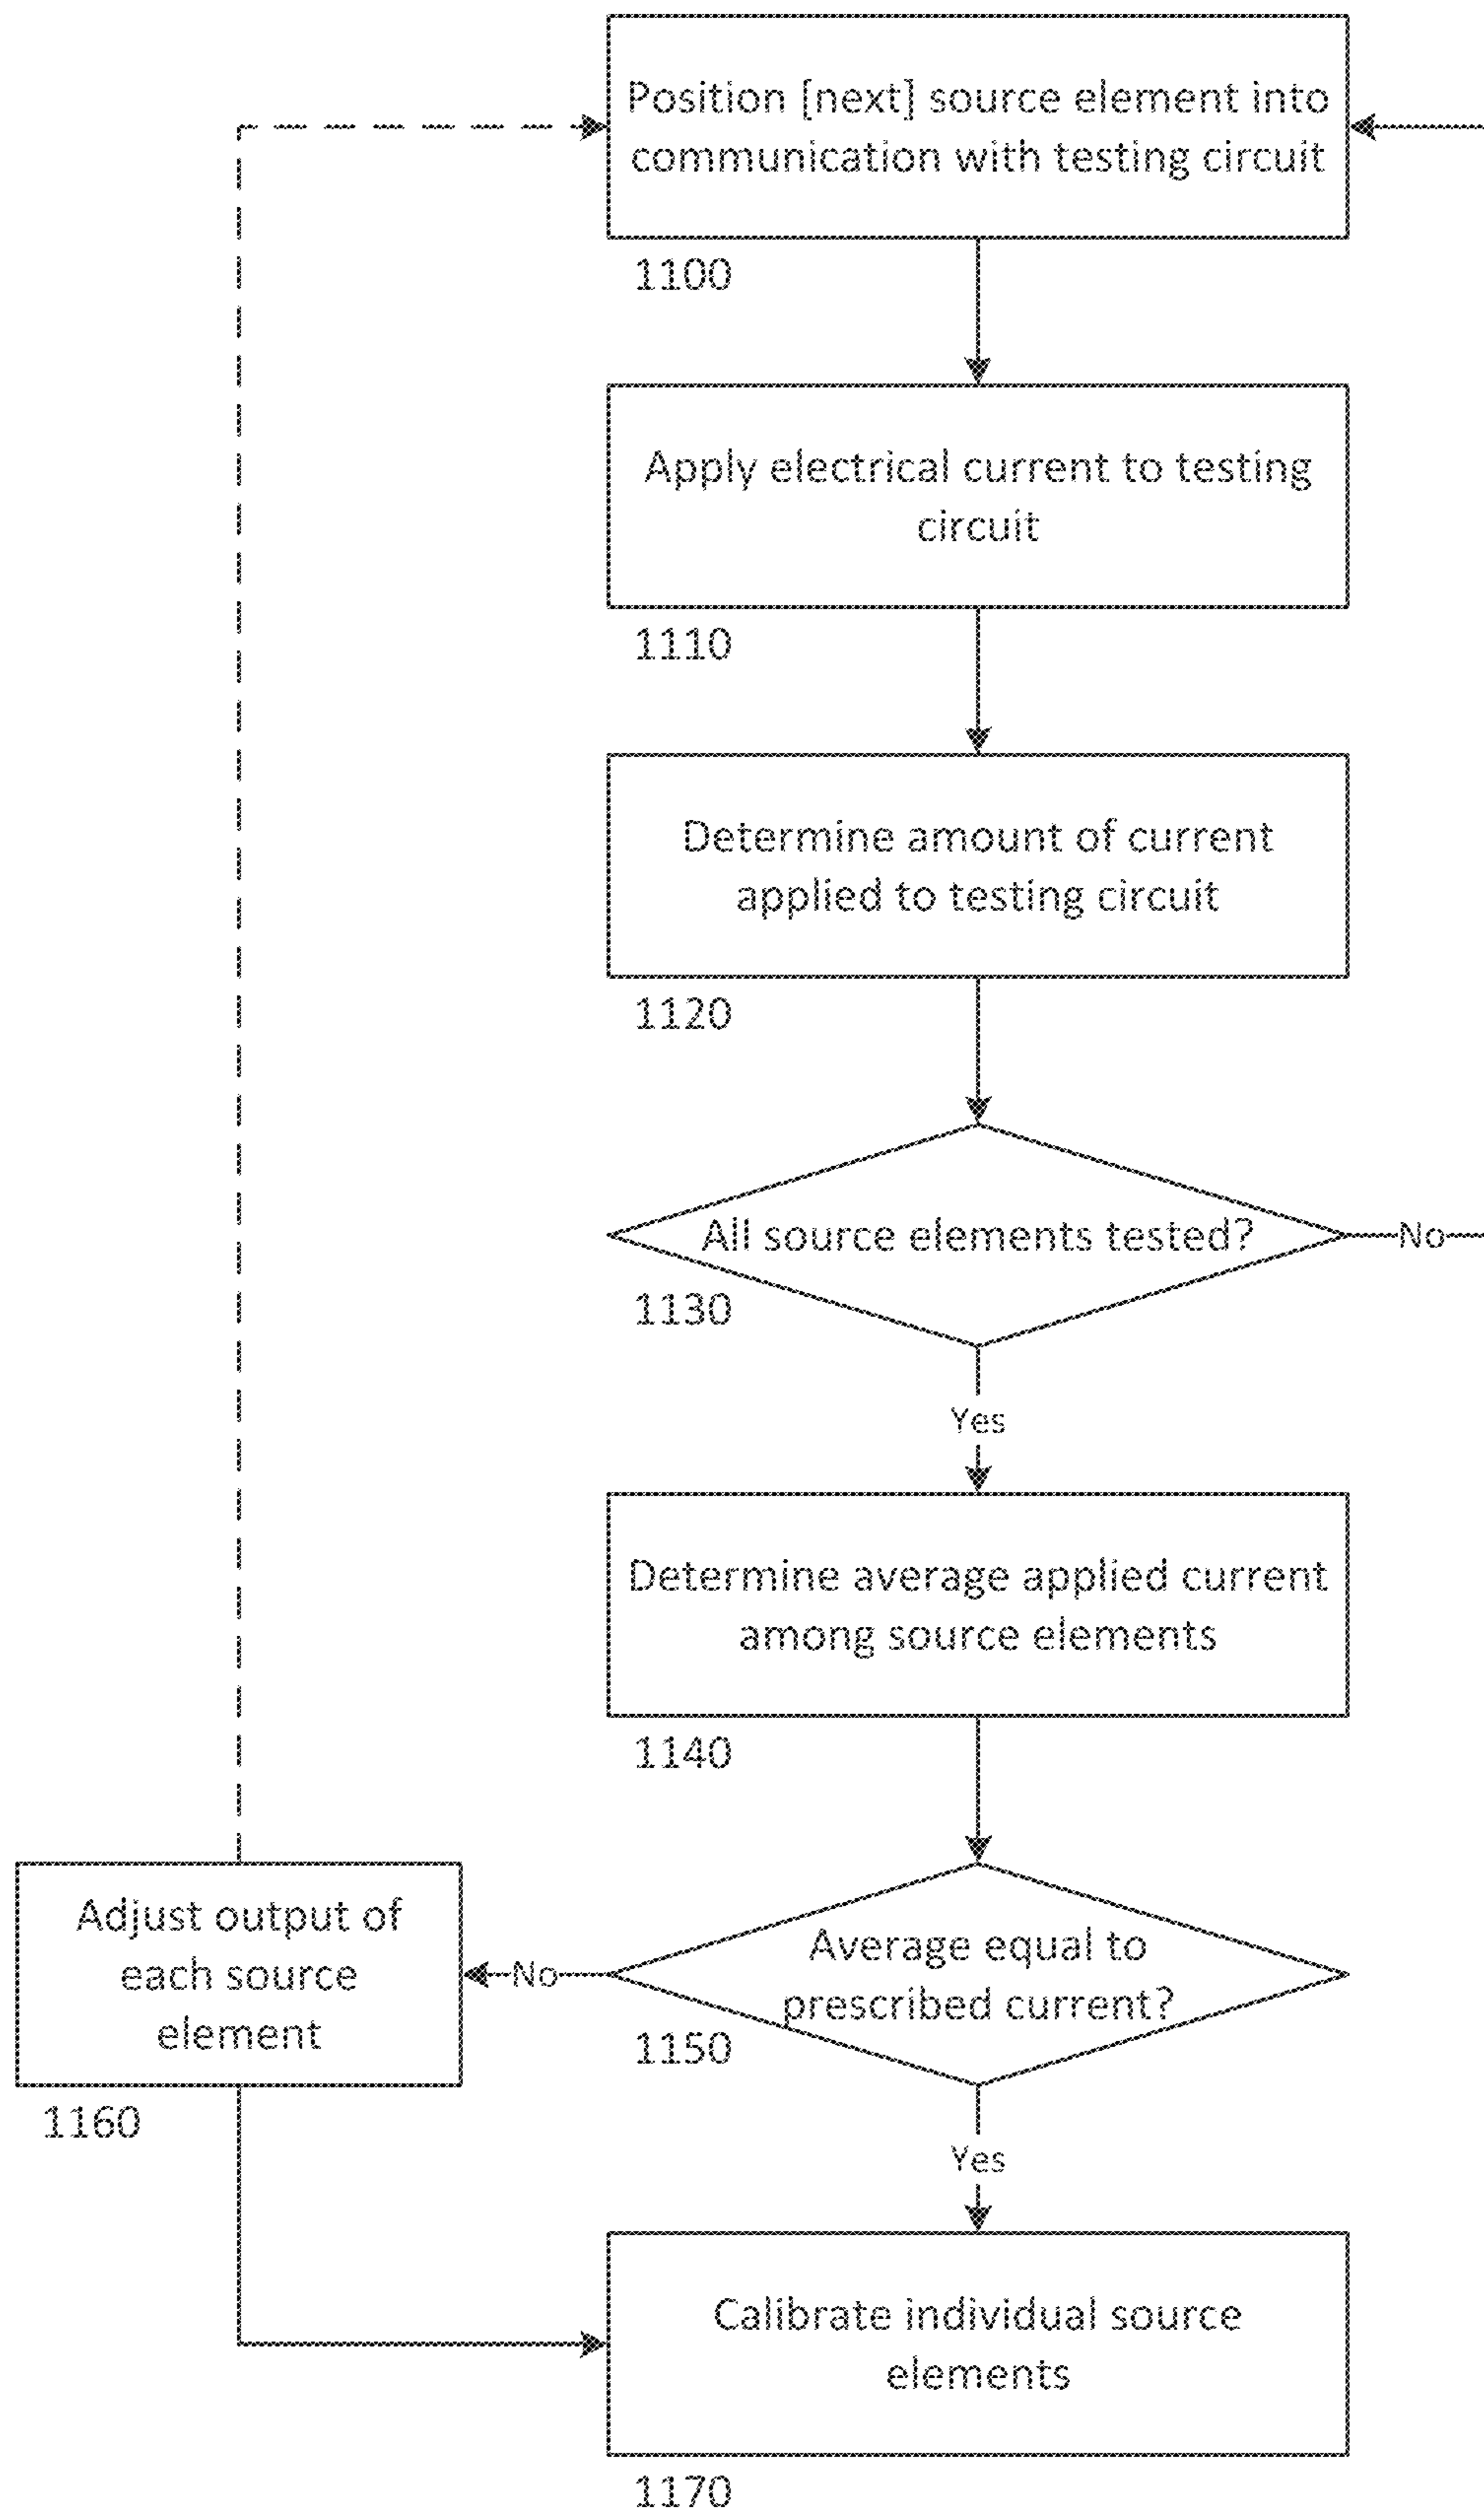 Position [next] source element into
communication with testing circuit
1100
Apply electrical current to testing
circuit
1110
Determine amount of current
applied to testing circuit
1120
All source elements tested?
No
1130
Yes
Determine average applied current
among source elements
1140
Average equal to
prescribed current?
1150
No
Adjust output of
each source
element
1160
Yes
Calibrate individual source
elements
1170